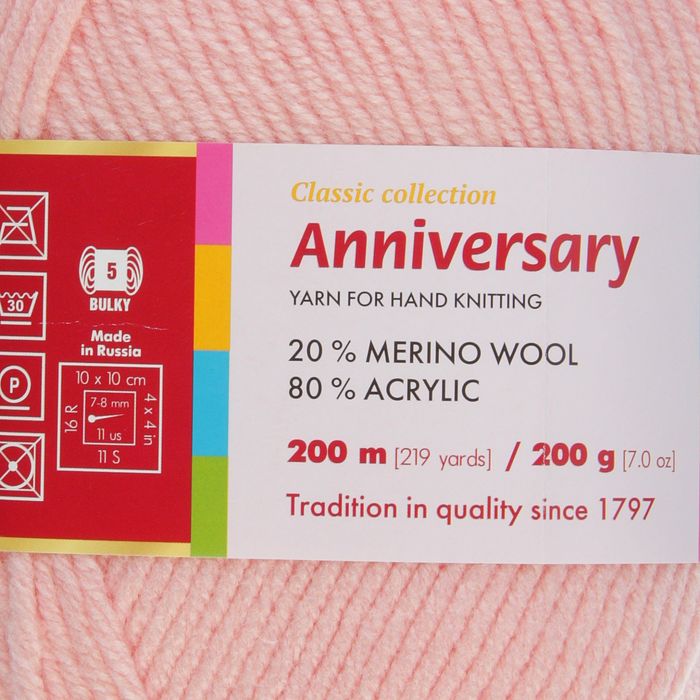 30
P
5
BULKY
Made
in Russia
10 x 10 cm
16 R
7-8 mm
11 us
4 x 4 in
11 S
Classic collection
Anniversary
YARN FOR HAND KNITTING
20 % MERINO WOOL
80 % ACRYLIC
200 m [219 yards] / 200 g [7.0 oz]
Tradition in quality since 1797